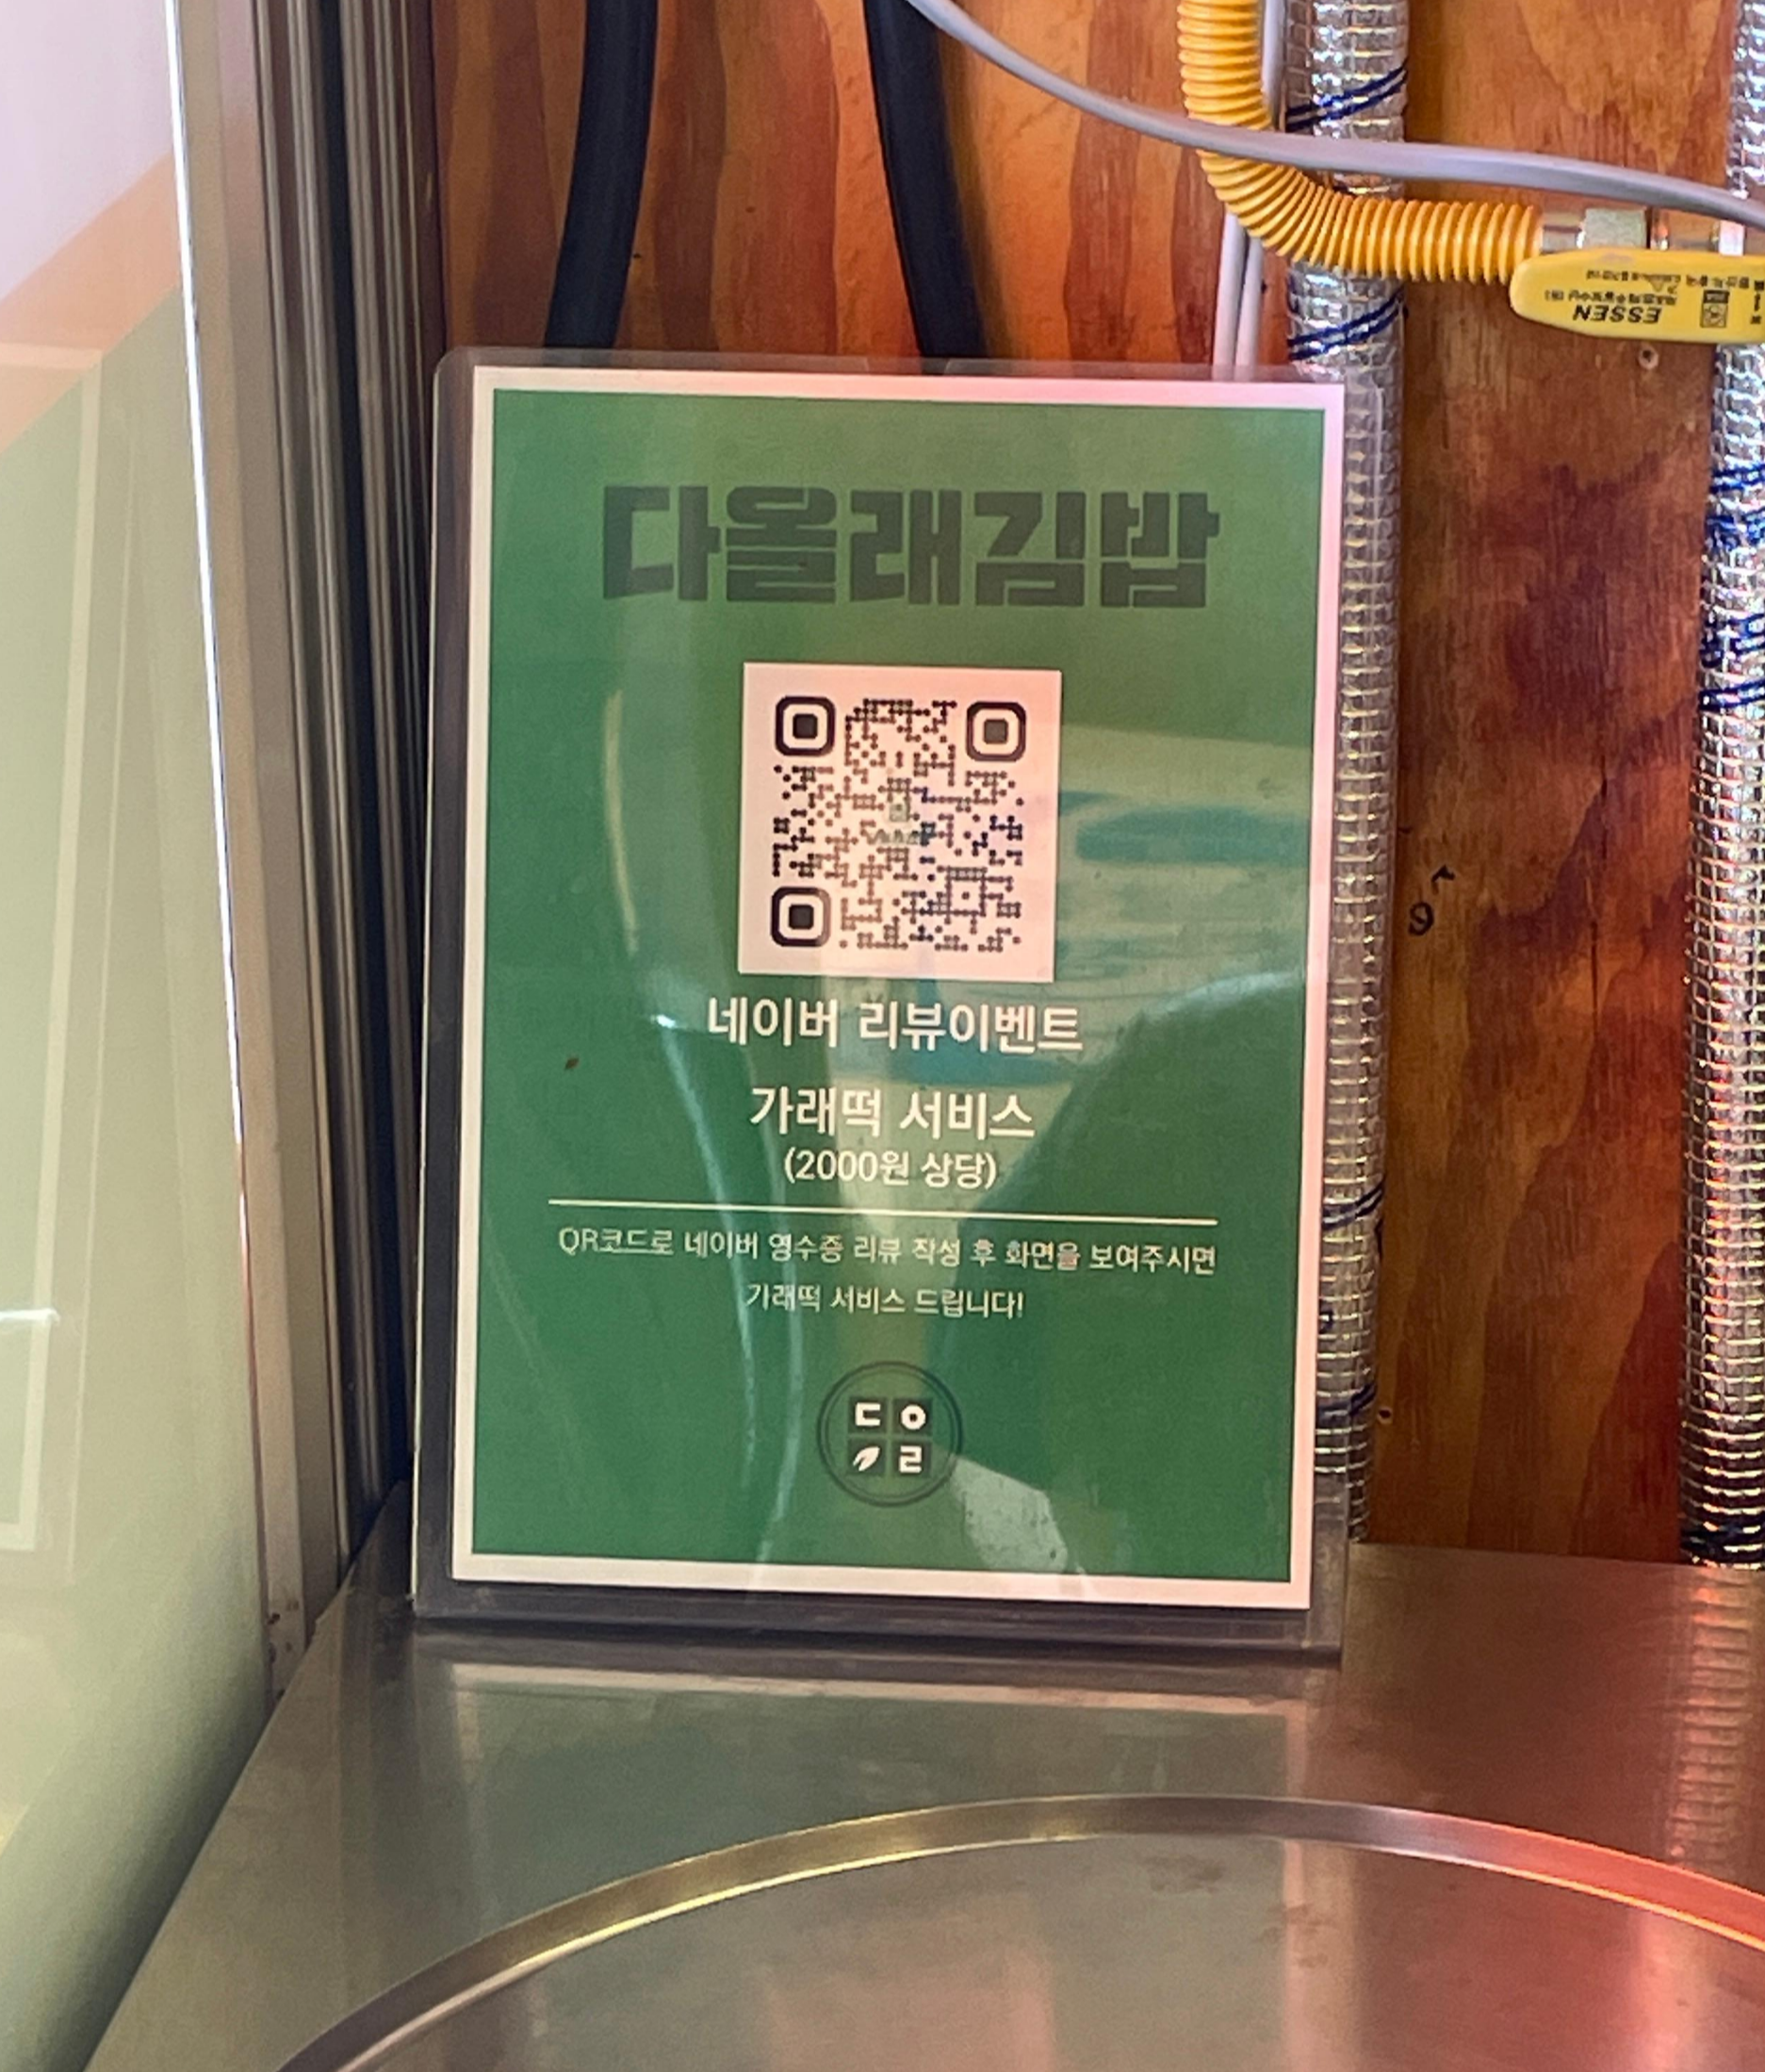 다올래김밥
네이버 리뷰이벤트
가래떡 서비스
(2000원 상당)
QR코드로 네이버 영수증 리뷰 작성 후 화면을 보여주시면
가래떡 서비스 드립니다!
ㄷㅇ
ㄹ
ESSEN